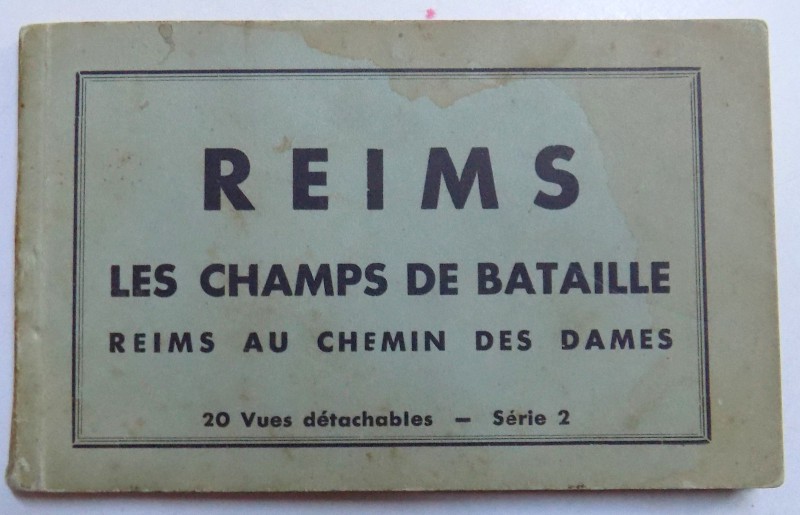 REIMS
LES CHAMPS DE BATAILLE
REIMS AU CHEMIN DES DAMES
20 Vues détachables — Série 2